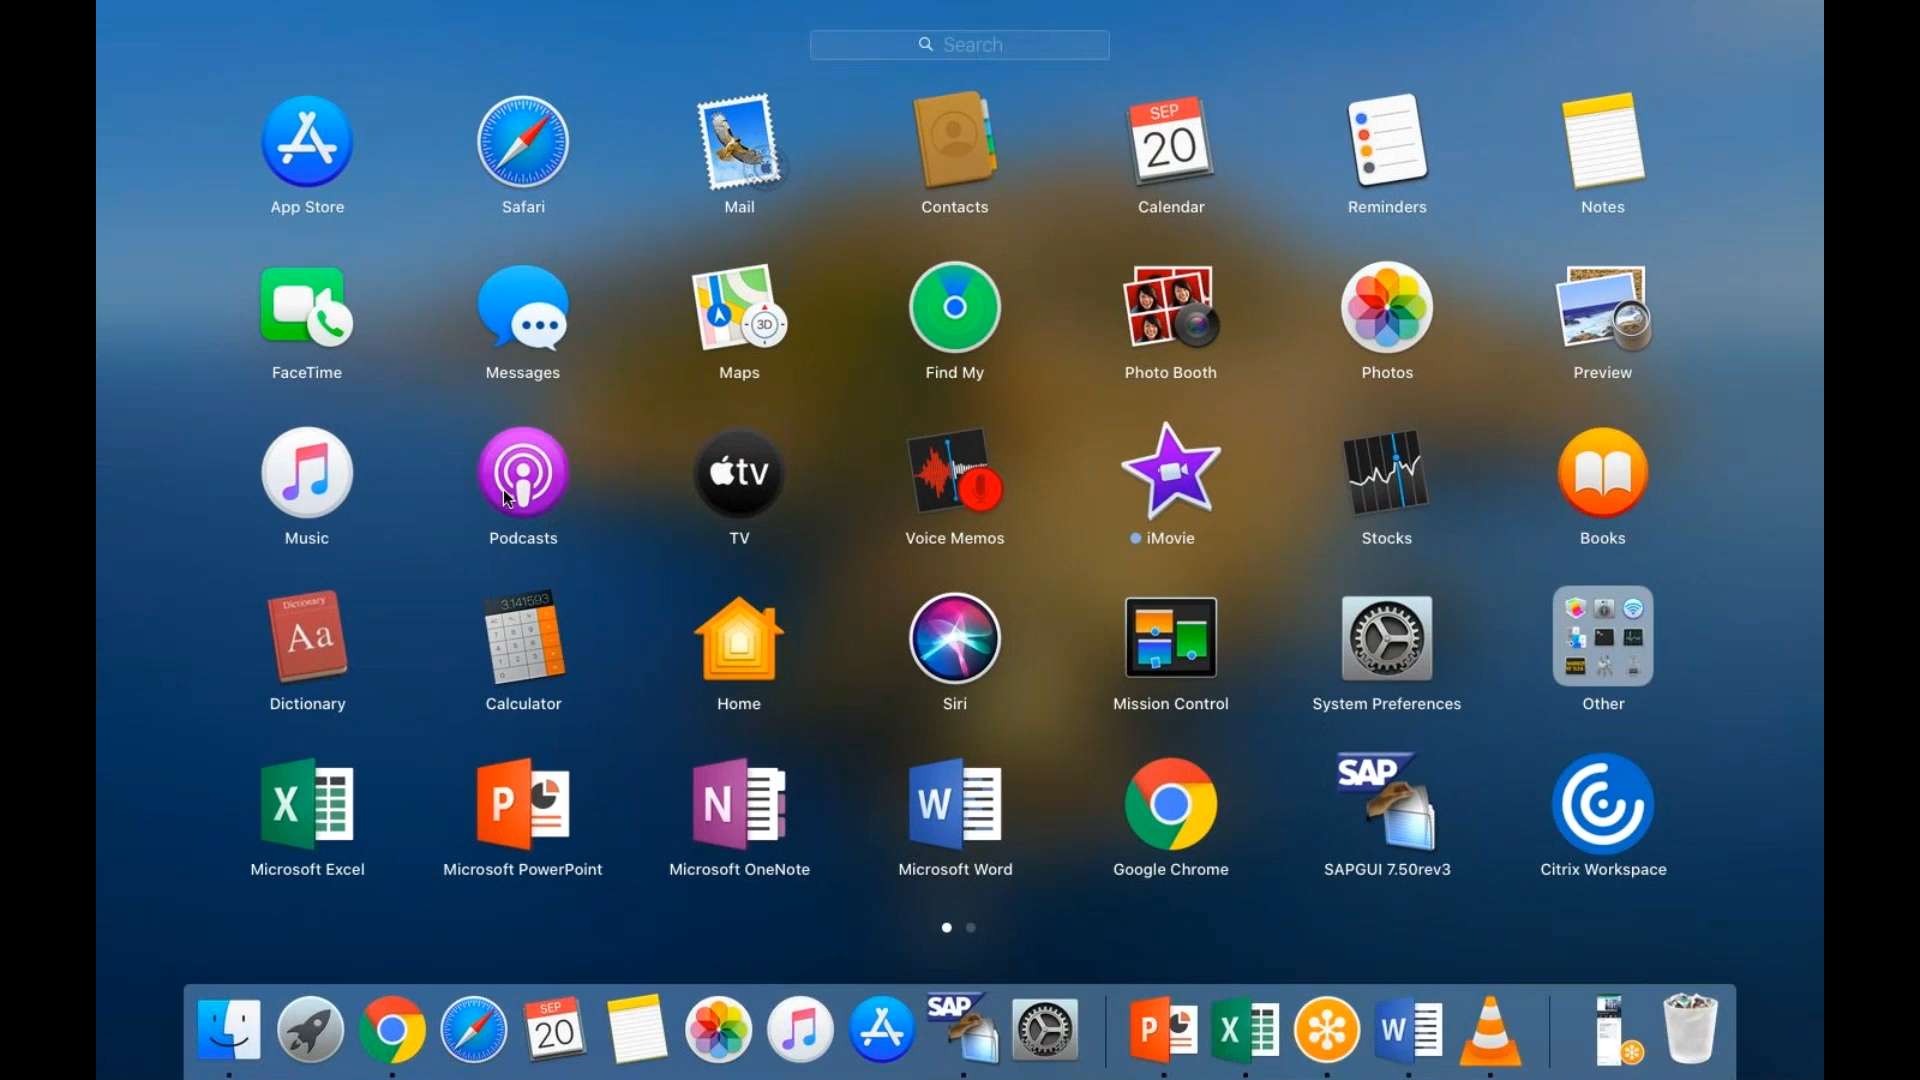 Search
SEP
20
App Store
Safari
Mail
Contacts
Calendar
Reminders
Notes
3D
FaceTime
Messages
Maps
Find My
Photo Booth
Photos
Preview
tv
Music
Podcasts
TV
Voice Memos
iMovie
Stocks
Books
Dictionary
Aa
3.141593
Dictionary
Calculator
Home
Siri
Mission Control
System Preferences
Other
X
P
N
W
SAP
Microsoft Excel
Microsoft PowerPoint
Microsoft OneNote
Microsoft Word
Google Chrome
SAPGUI 7.50rev3
Citrix Workspace
SEP
20
SAP
P
X
W